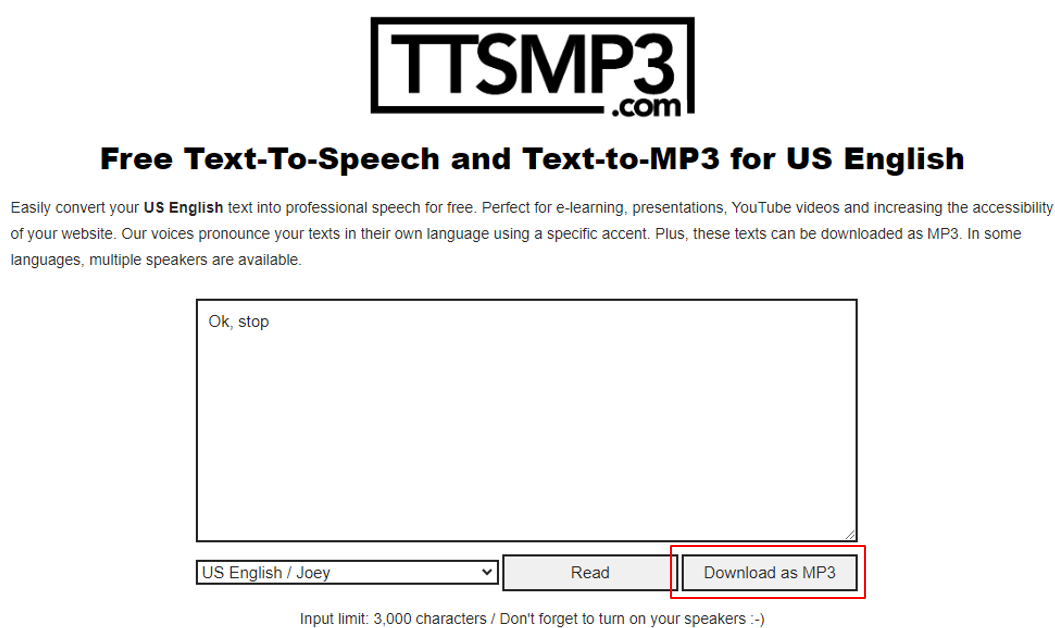 TTSMP3
.com
Free Text-To-Speech and Text-to-MP3 for US English
Easily convert your US English text into professional speech for free. Perfect for e-learning, presentations, YouTube videos and increasing the accessibility
of your website. Our voices pronounce your texts in their own language using a specific accent. Plus, these texts can be downloaded as MP3. In some
languages, multiple speakers are available.
Ok, stop
US English / Joey Read Download as MP3
Input limit: 3,000 characters / Don't forget to turn on your speakers :-)